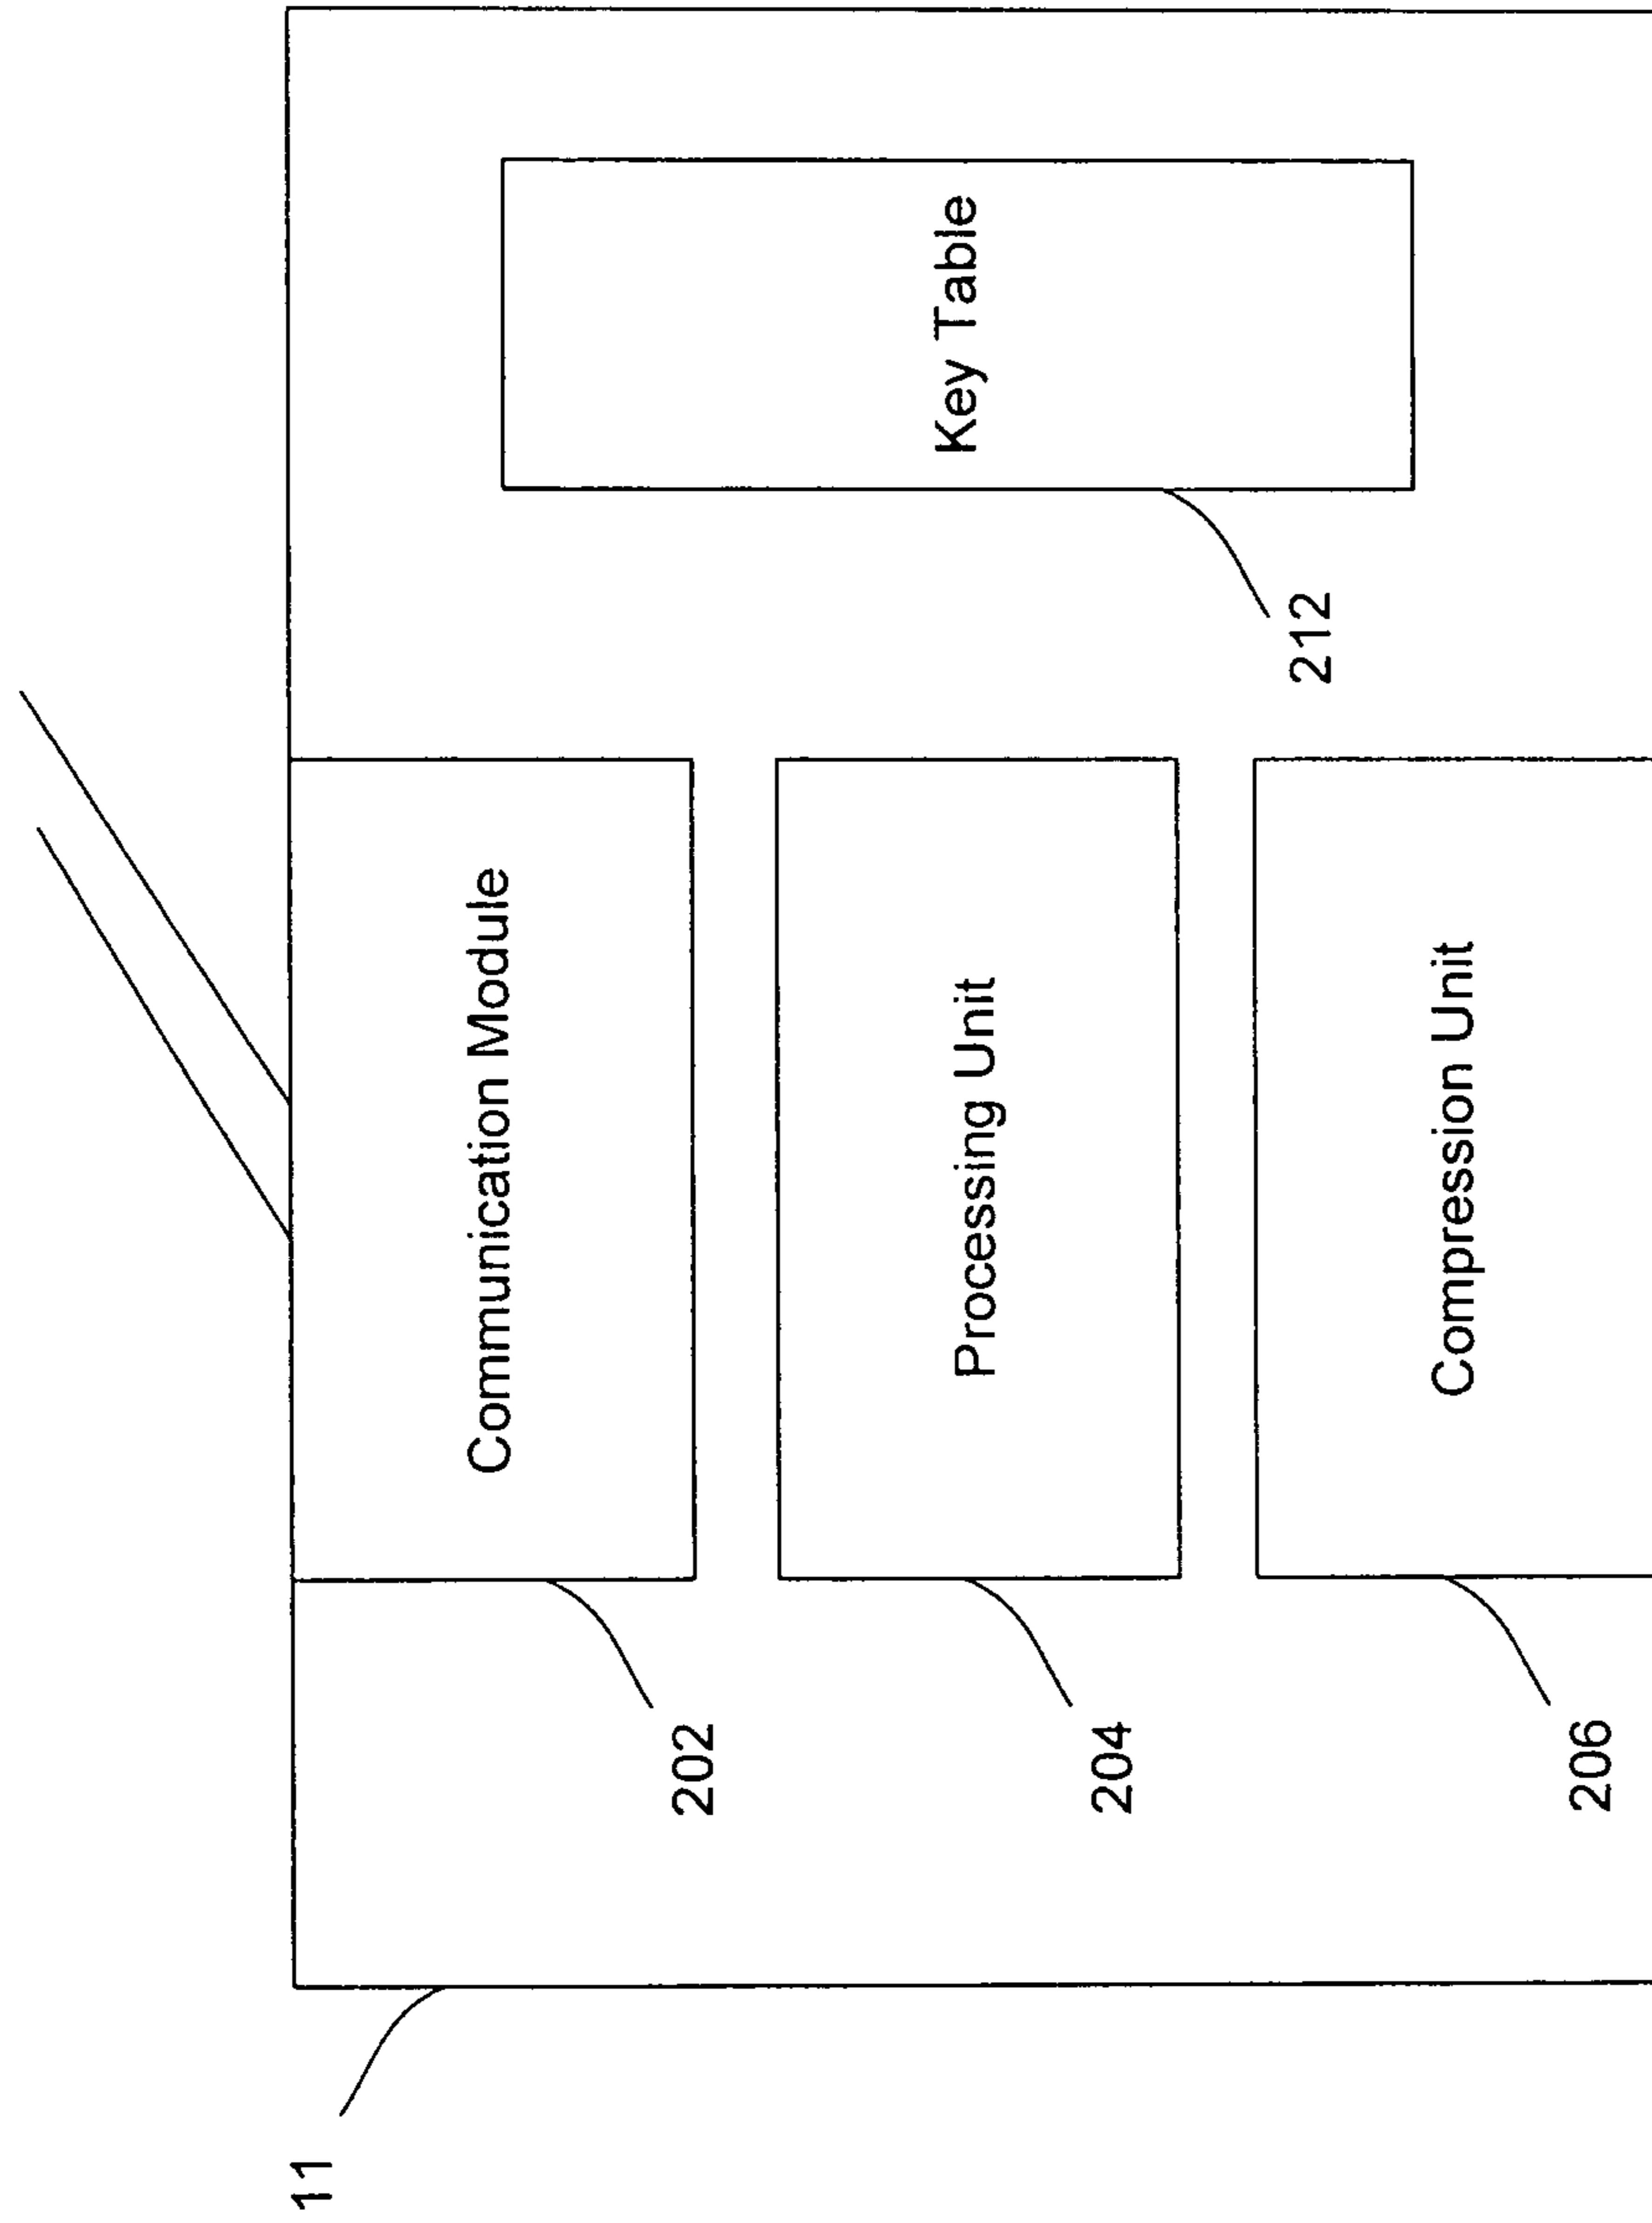 11
202
Communication Module
204
Processing Unit
206
Compression Unit
212
Key Table